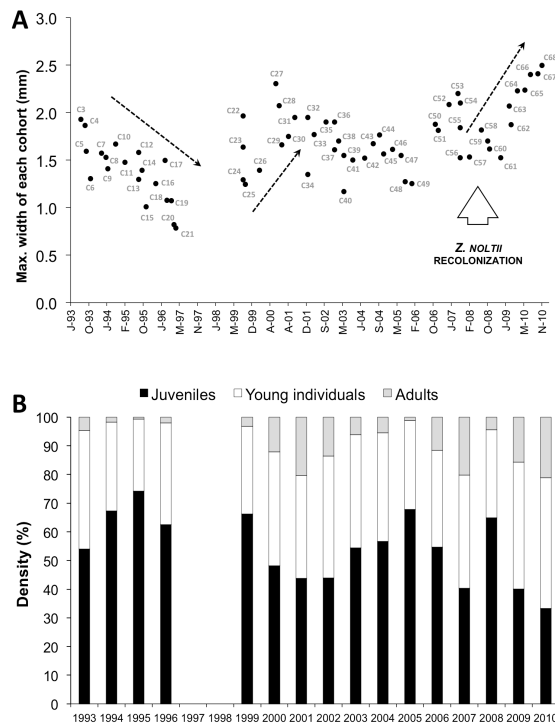 A
Max. width of each cohort (mm)
3.0
2.5
2.0
1.5
1.0
0.5
0.0
C3
C4
C5
C6
C7
C8
C9
C10
C11
C12
C13
C14
C15
C16
C17
C18
C19
C20
C21
C22
C23
C24
C25
C26
C27
C28
C29
C30
C31
C32
C33
C34
C35
C36
C37
C38
C39
C40
C41
C42
C43
C44
C45
C46
C47
C48
C49
C50
C51
C52
C53
C54
C55
C56
C57
C58
C59
C60
C61
C62
C63
C64
C65
C66
C67
C68
Z. NOLTII
RECOLONIZATION
J-93 O-93 J-94 F-95 O-95 J-96 M-97 N-97 J-98 M-99 D-99 A-00 A-01 D-01 M-03 J-04 S-04 M-05 F-06 O-06 J-07 F-08 O-08 J-09 M-10 N-10
B
Juveniles Young individuals Adults
Density (%)
100
90
80
70
60
50
40
30
20
10
0
1993 1994 1995 1996 1997 1998 1999 2000 2001 2002 2003 2004 2005 2006 2007 2008 2009 2010